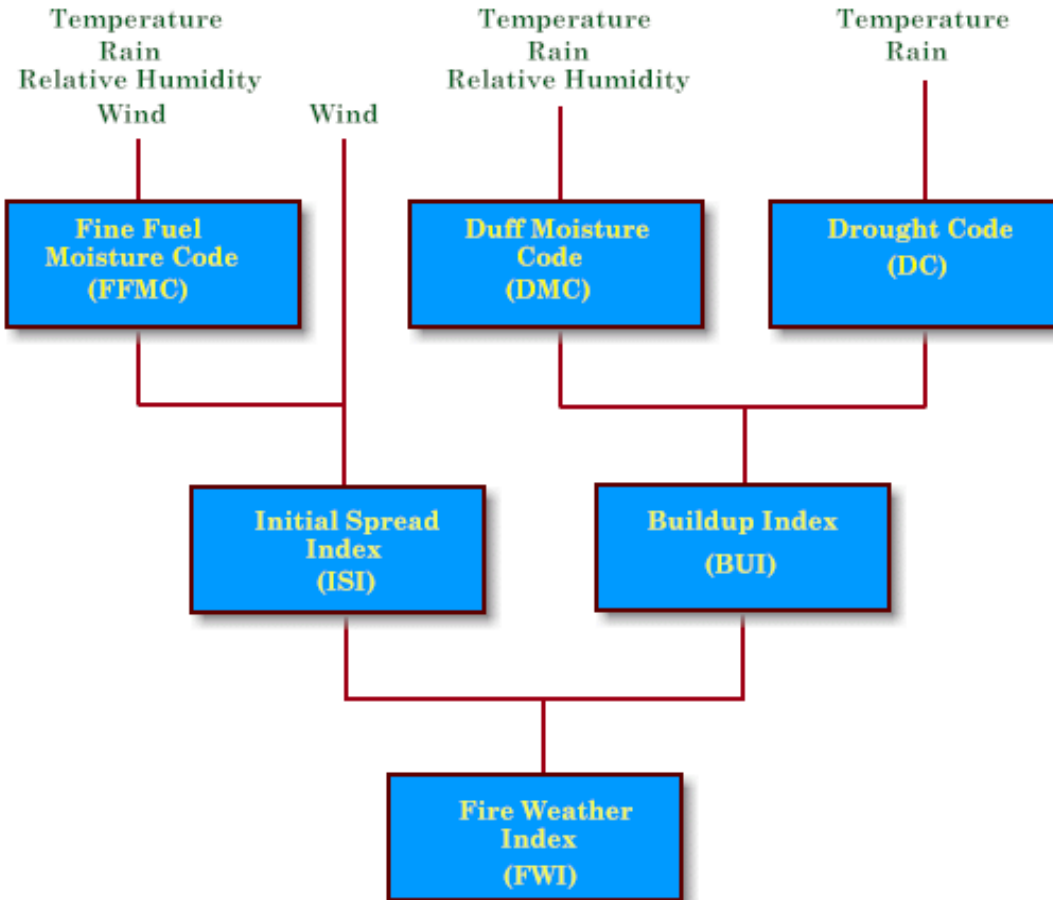 Temperature
Rain
Relative Humidity
Wind
Wind
Temperature
Rain
Relative Humidity
Temperature
Rain
Fine Fuel
Moisture Code
(FFMC)
Duff Moisture
Code
(DMC)
Drought Code
(DC)
Initial Spread
Index
(ISI)
Buildup Index
(BUI)
Fire Weather
Index
(FWI)